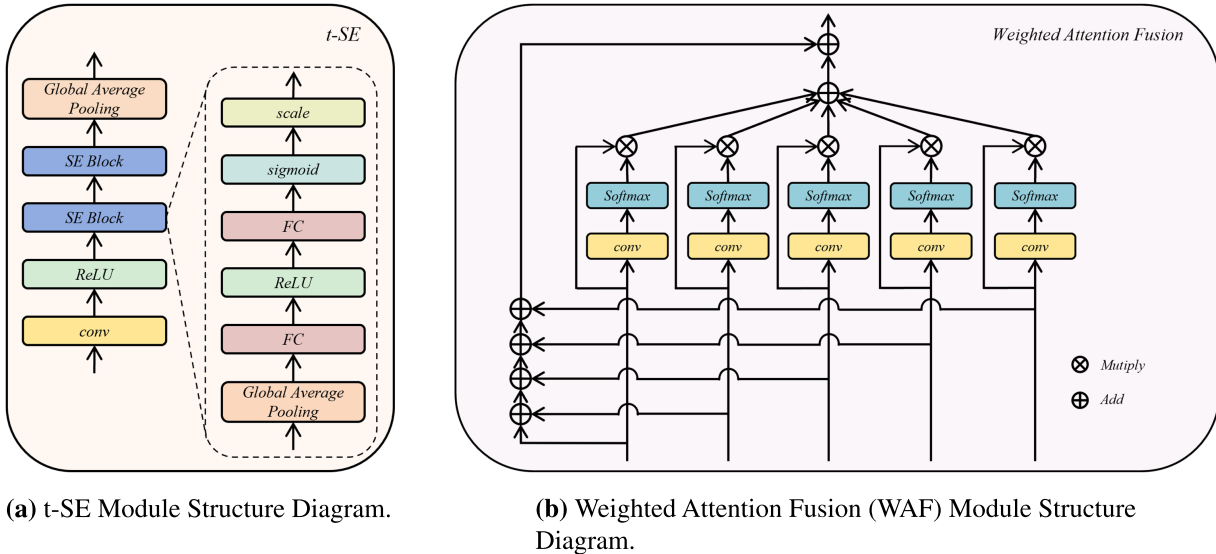 t-SE
Global Average
Pooling
SE Block
SE Block
ReLU
conv
scale
sigmoid
FC
ReLU
FC
Global Average
Pooling
(a) t-SE Module Structure Diagram.
Weighted Attention Fusion
Softmax Softmax Softmax Softmax Softmax
conv conv conv conv conv
Mutiply
Add
(b) Weighted Attention Fusion (WAF) Module Structure
Diagram.